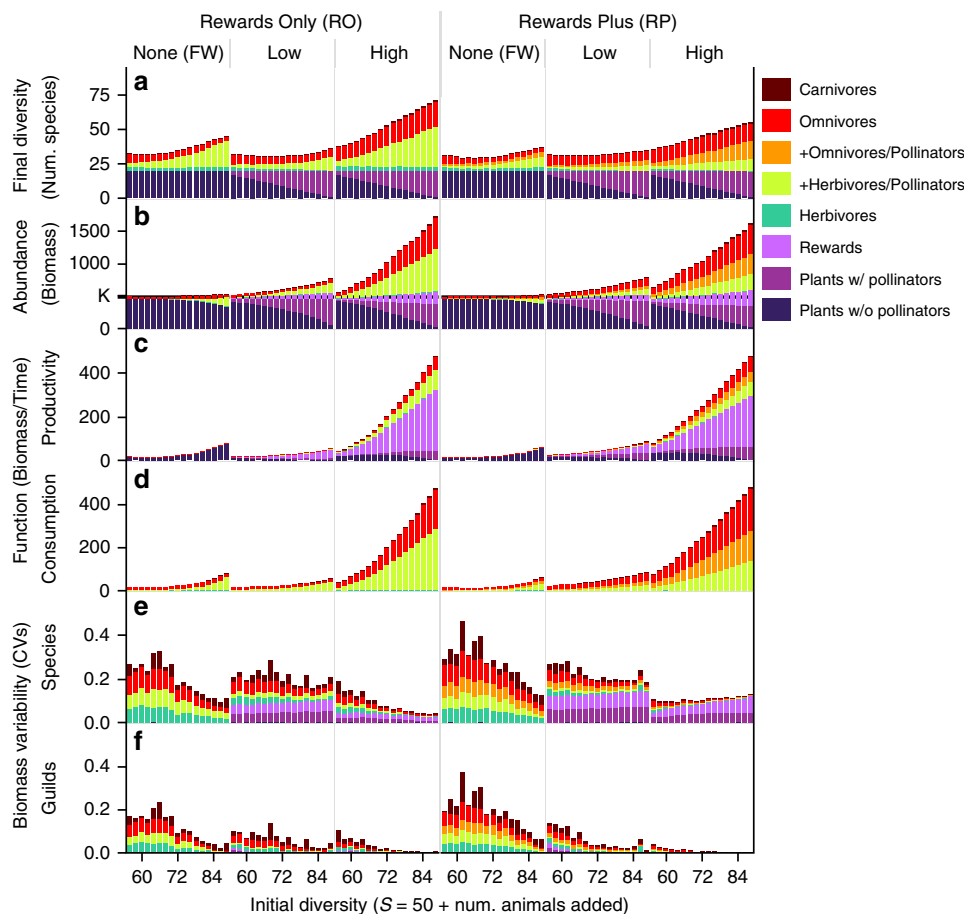 Rewards Only (RO)
Rewards Plus (RP)
None (FW)
Low
High
None (FW)
Low
High
a
Final diversity
(Num. species)
75
50
25
0
b
Abundance
(Biomass)
1500
1000
K
0
c
Function (Biomass/Time)
Productivity
400
200
0
d
Consumption
400
200
0
e
Biomass variability (CVs)
Species
0.4
0.2
0.0
f
Guilds
0.4
0.2
0.0
60 72 84 60 72 84 60 72 84 60 72 84 60 72 84 60 72 84
Initial diversity (S = 50 + num. animals added)
Carnivores
Omnivores
+Omnivores/Pollinators
+Herbivores/Pollinators
Herbivores
Rewards
Plants w/ pollinators
Plants w/o pollinators